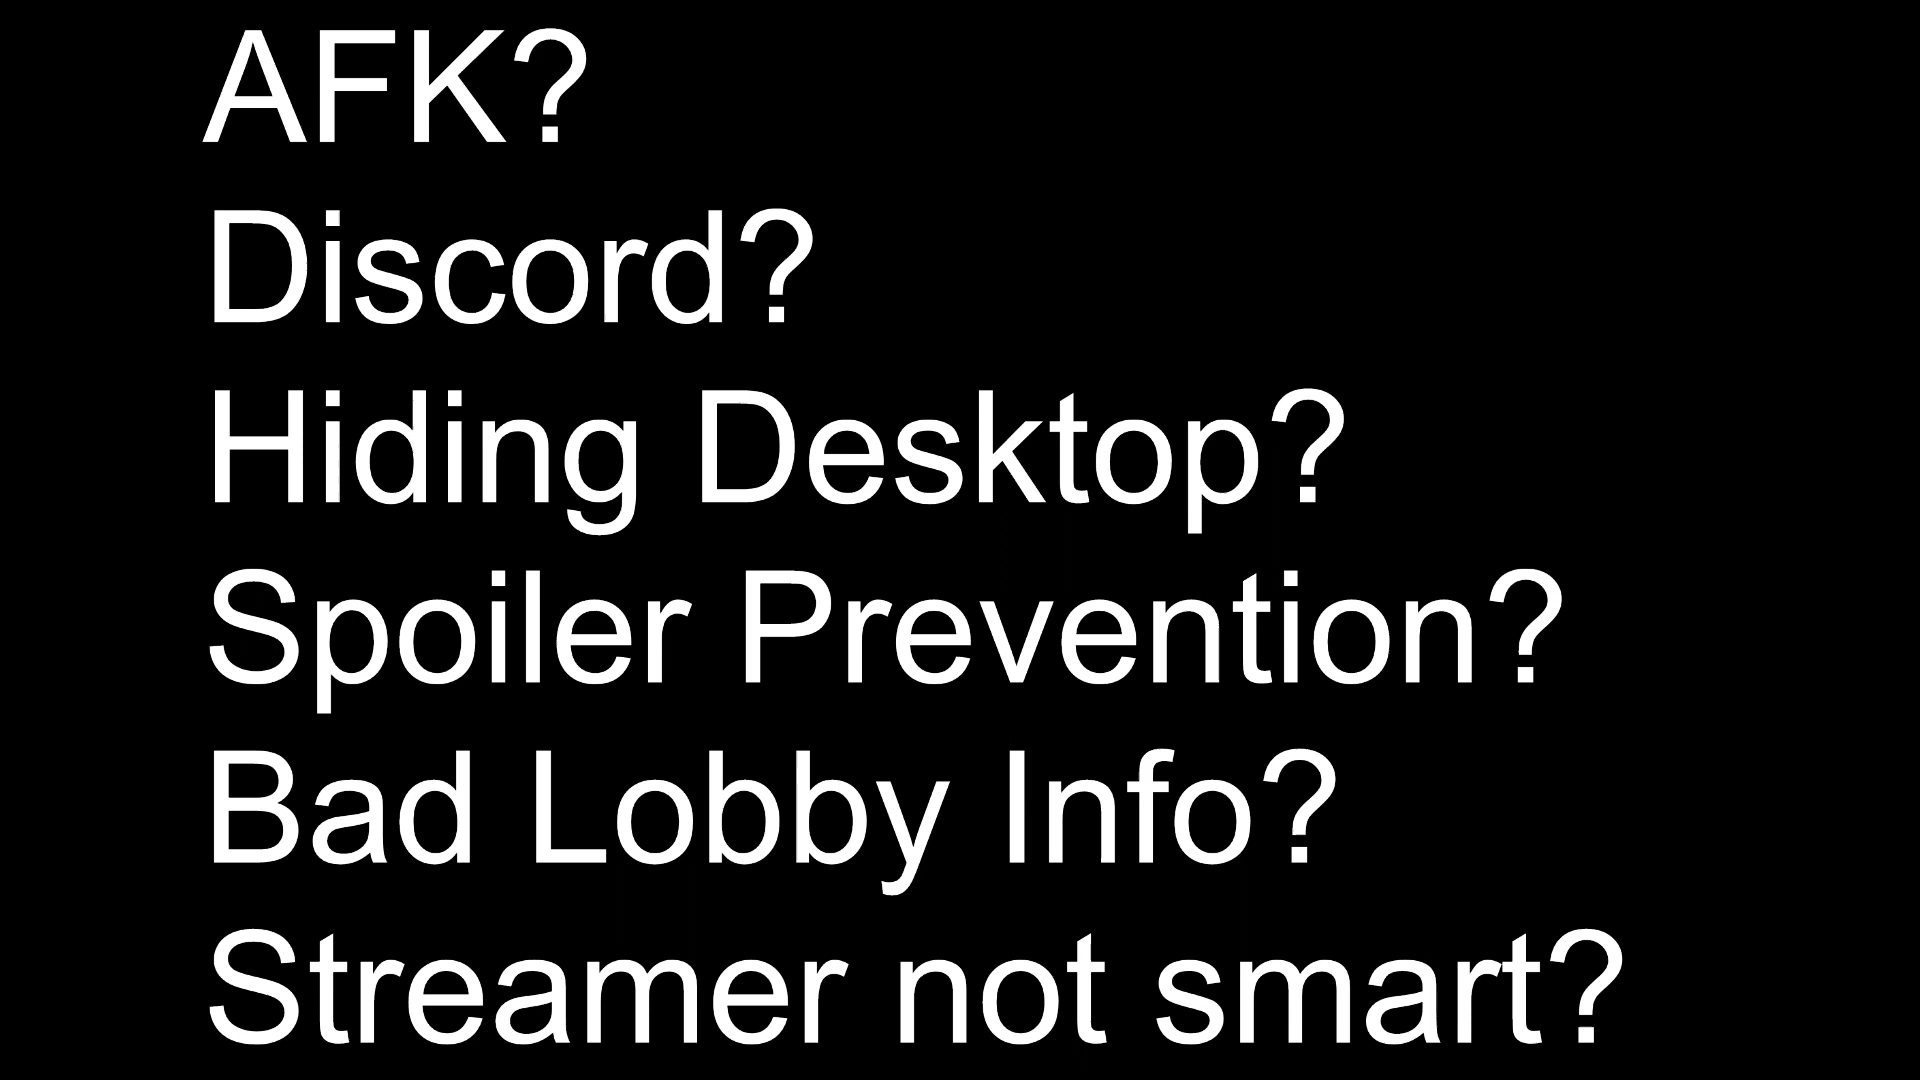 AFK?
Discord?
Hiding Desktop?
Spoiler Prevention?
Bad Lobby Info?
Streamer not smart?